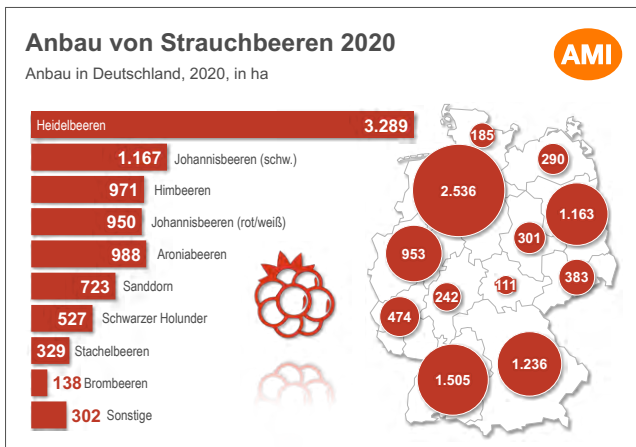 Anbau von Strauchbeeren 2020
AMI
Anbau in Deutschland, 2020, in ha
Heidelbeeren 3.289
1.167 Johannisbeeren (schw.)
971 Himbeeren
950 Johannisbeeren (rot/weiß)
988 Aroniabeeren
723 Sanddorn
527 Schwarzer Holunder
329 Stachelbeeren
138 Brombeeren
302 Sonstige
185
290
2.536
1.163
301
953
383
111
242
474
1.236
1.505